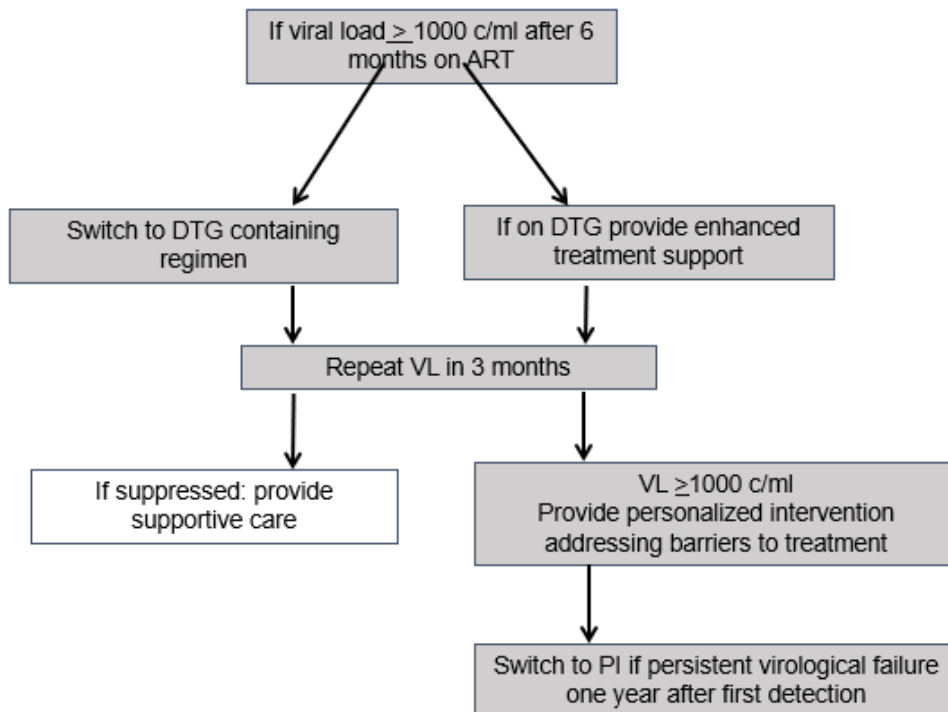 If viral load > 1000 c/ml after 6
months on ART
Switch to DTG containing
regimen
If on DTG provide enhanced
treatment support
Repeat VL in 3 months
If suppressed: provide
supportive care
VL ≥1000 c/ml
Provide personalized intervention
addressing barriers to treatment
Switch to PI if persistent virological failure
one year after first detection